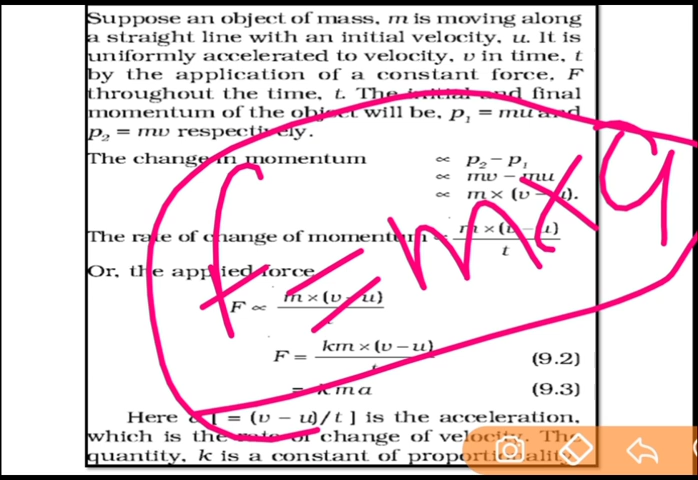 Suppose an object of mass, m is moving along
a straight line with an initial velocity, u. It is
uniformly accelerated to velocity, v in time, t
by the application of a constant force, F
throughout the time, t. The initial and final
momentum of the object will be, p₁ = mu and
p₂ = mv respectively.
The change in momentum ∝ p₂ – p₁
∝ mv – mu
∝ m × (v – u).
The rate of change of momentum ∝ m × (v – u) / t
Or, the applied force,
F ∝ m × (v – u) / t
f = m × a
F = km × (v – u) / t (9.2)
= k m a (9.3)
Here a [ = (v – u)/t ] is the acceleration,
which is the rate of change of velocity. The
quantity, k is a constant of proportionality.